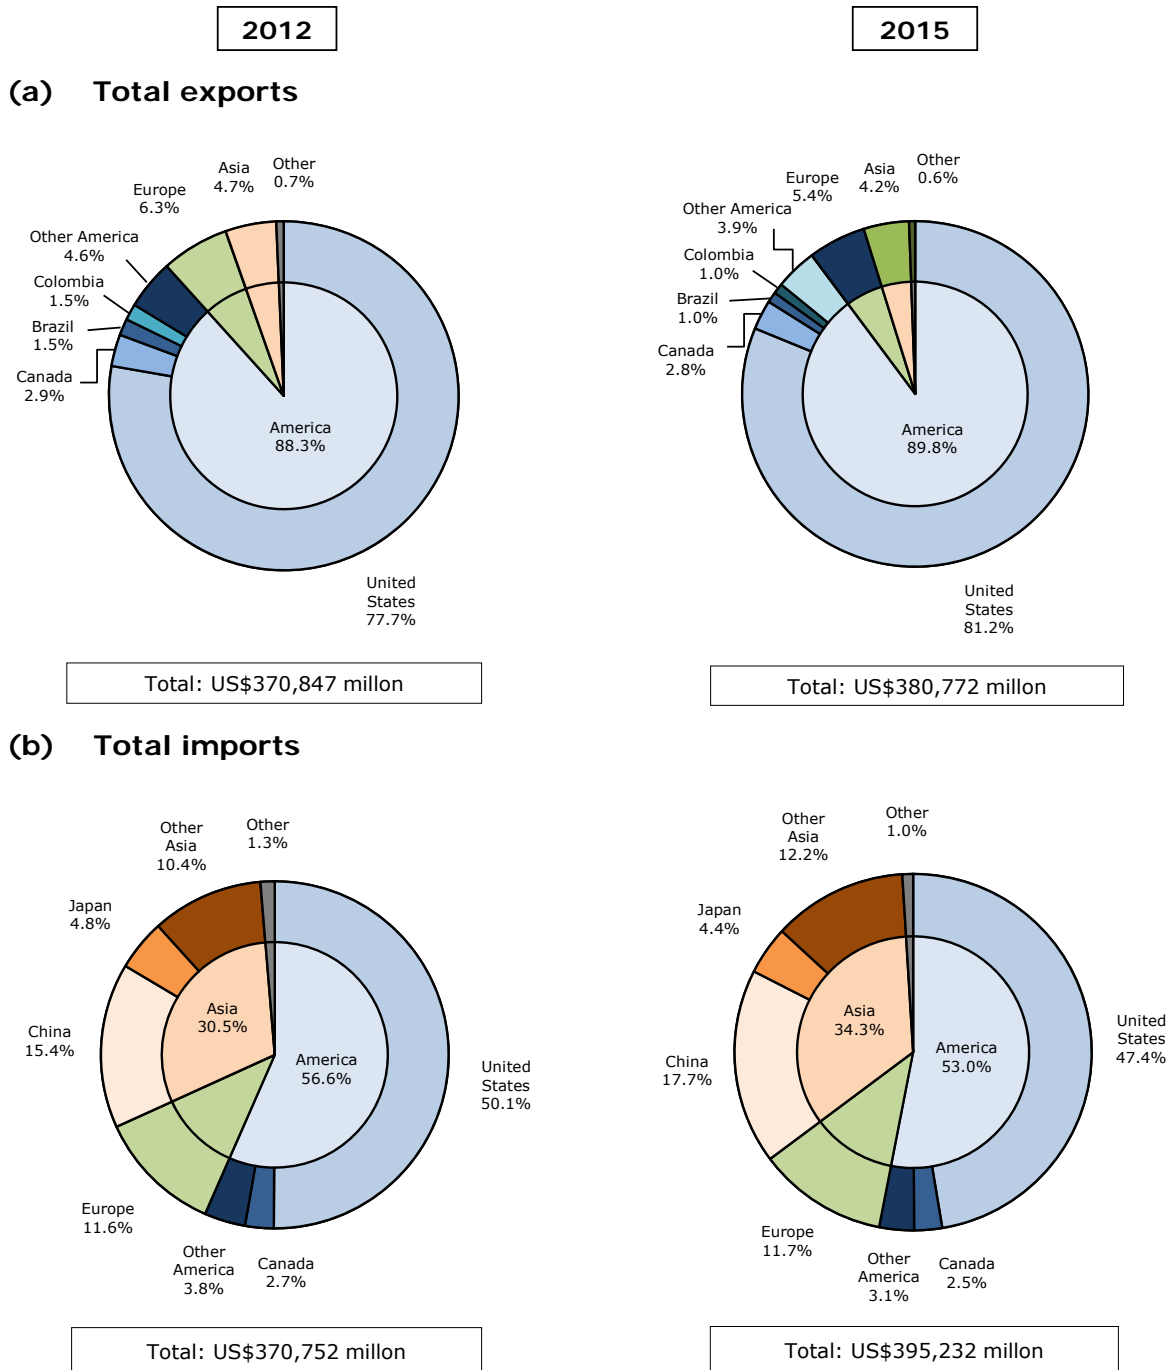 2012
2015
(a) Total exports
Asia
4.7%
Other
0.7%
Europe
6.3%
Other America
4.6%
Colombia
1.5%
Brazil
1.5%
Canada
2.9%
America
88.3%
United
States
77.7%
Total: US$370,847 millon
Other
0.6%
Asia
4.2%
Europe
5.4%
Other America
3.9%
Colombia
1.0%
Brazil
1.0%
Canada
2.8%
America
89.8%
United
States
81.2%
Total: US$380,772 millon
(b) Total imports
Other
Asia
10.4%
Other
1.3%
Japan
4.8%
China
15.4%
Asia
30.5%
America
56.6%
United
States
50.1%
Europe
11.6%
Other
America
3.8%
Canada
2.7%
Total: US$370,752 millon
Other
Asia
12.2%
Other
1.0%
Japan
4.4%
China
17.7%
Asia
34.3%
America
53.0%
United
States
47.4%
Europe
11.7%
Other
America
3.1%
Canada
2.5%
Total: US$395,232 millon